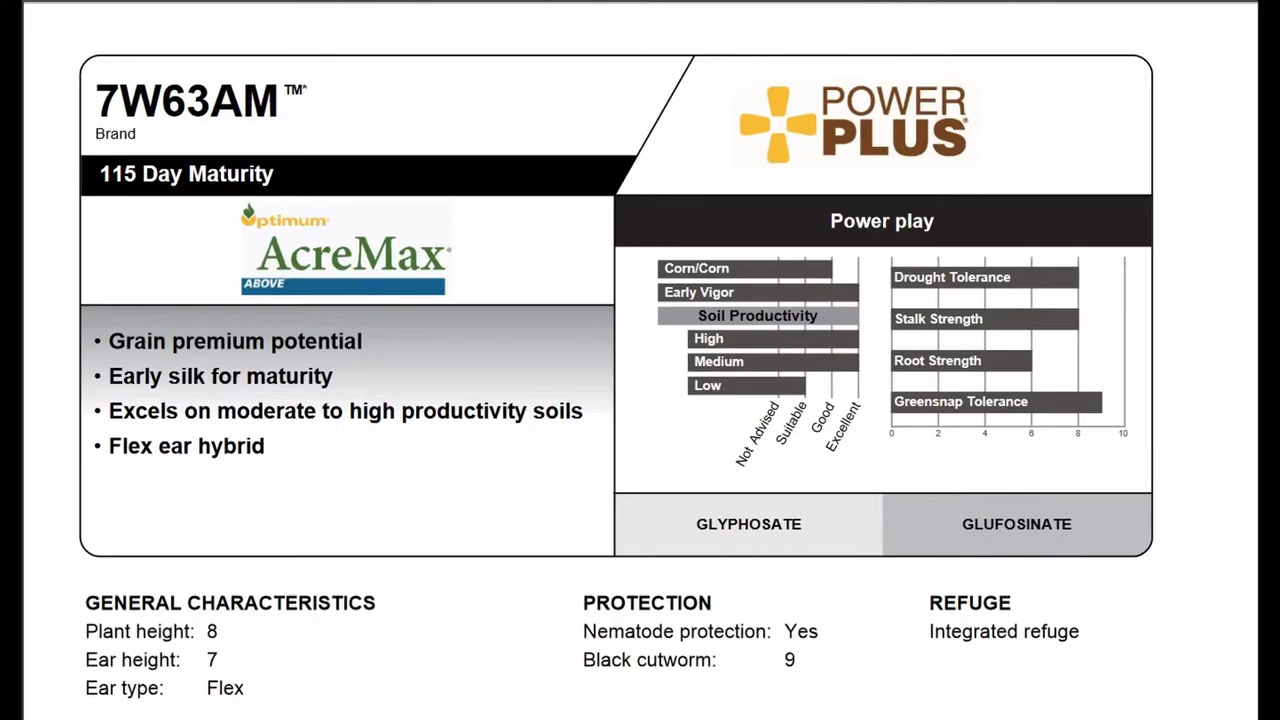 7W63AM™*
Brand
115 Day Maturity
Optimum®
AcreMax®
ABOVE
• Grain premium potential
• Early silk for maturity
• Excels on moderate to high productivity soils
• Flex ear hybrid
POWER
PLUS®
Power play
Corn/Corn
Early Vigor
Soil Productivity
High
Medium
Low
Not Advised
Suitable
Good
Excellent
Drought Tolerance
Stalk Strength
Root Strength
Greensnap Tolerance
0 2 4 6 8 10
GLYPHOSATE
GLUFOSINATE
GENERAL CHARACTERISTICS
Plant height: 8
Ear height: 7
Ear type: Flex
PROTECTION
Nematode protection: Yes
Black cutworm: 9
REFUGE
Integrated refuge